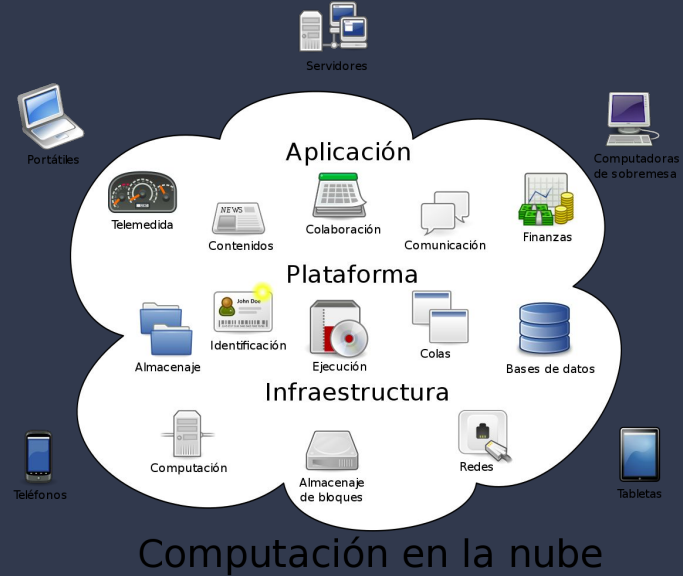 Servidores
Portátiles
Computadoras
de sobremesa
Aplicación
Telemedida
NEWS
Contenidos
Colaboración
Comunicación
Finanzas
Plataforma
John Doe
Almacenaje
Identificación
Ejecución
Colas
Bases de datos
Infraestructura
Computación
Almacenaje
de bloques
Redes
Teléfonos
Tabletas
Computación en la nube